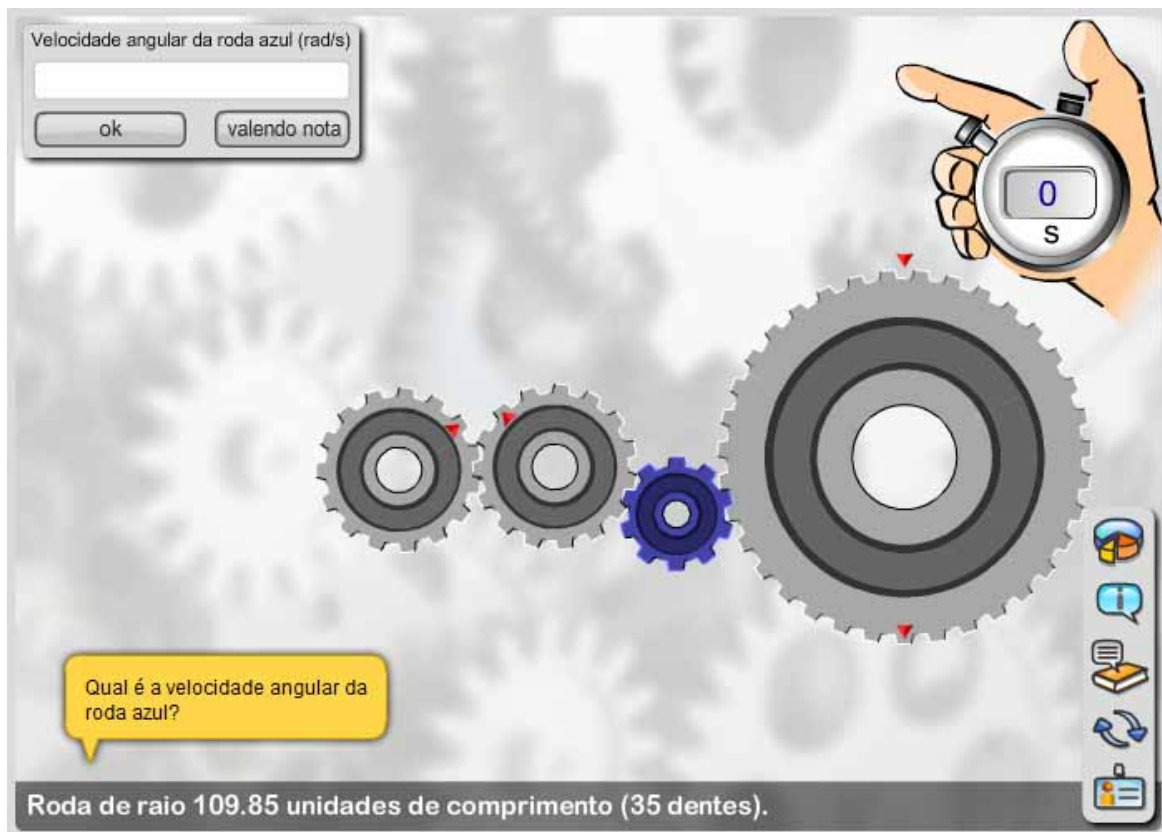 Velocidade angular da roda azul (rad/s)
ok
valendo nota
0
s
Qual é a velocidade angular da
roda azul?
Roda de raio 109.85 unidades de comprimento (35 dentes).